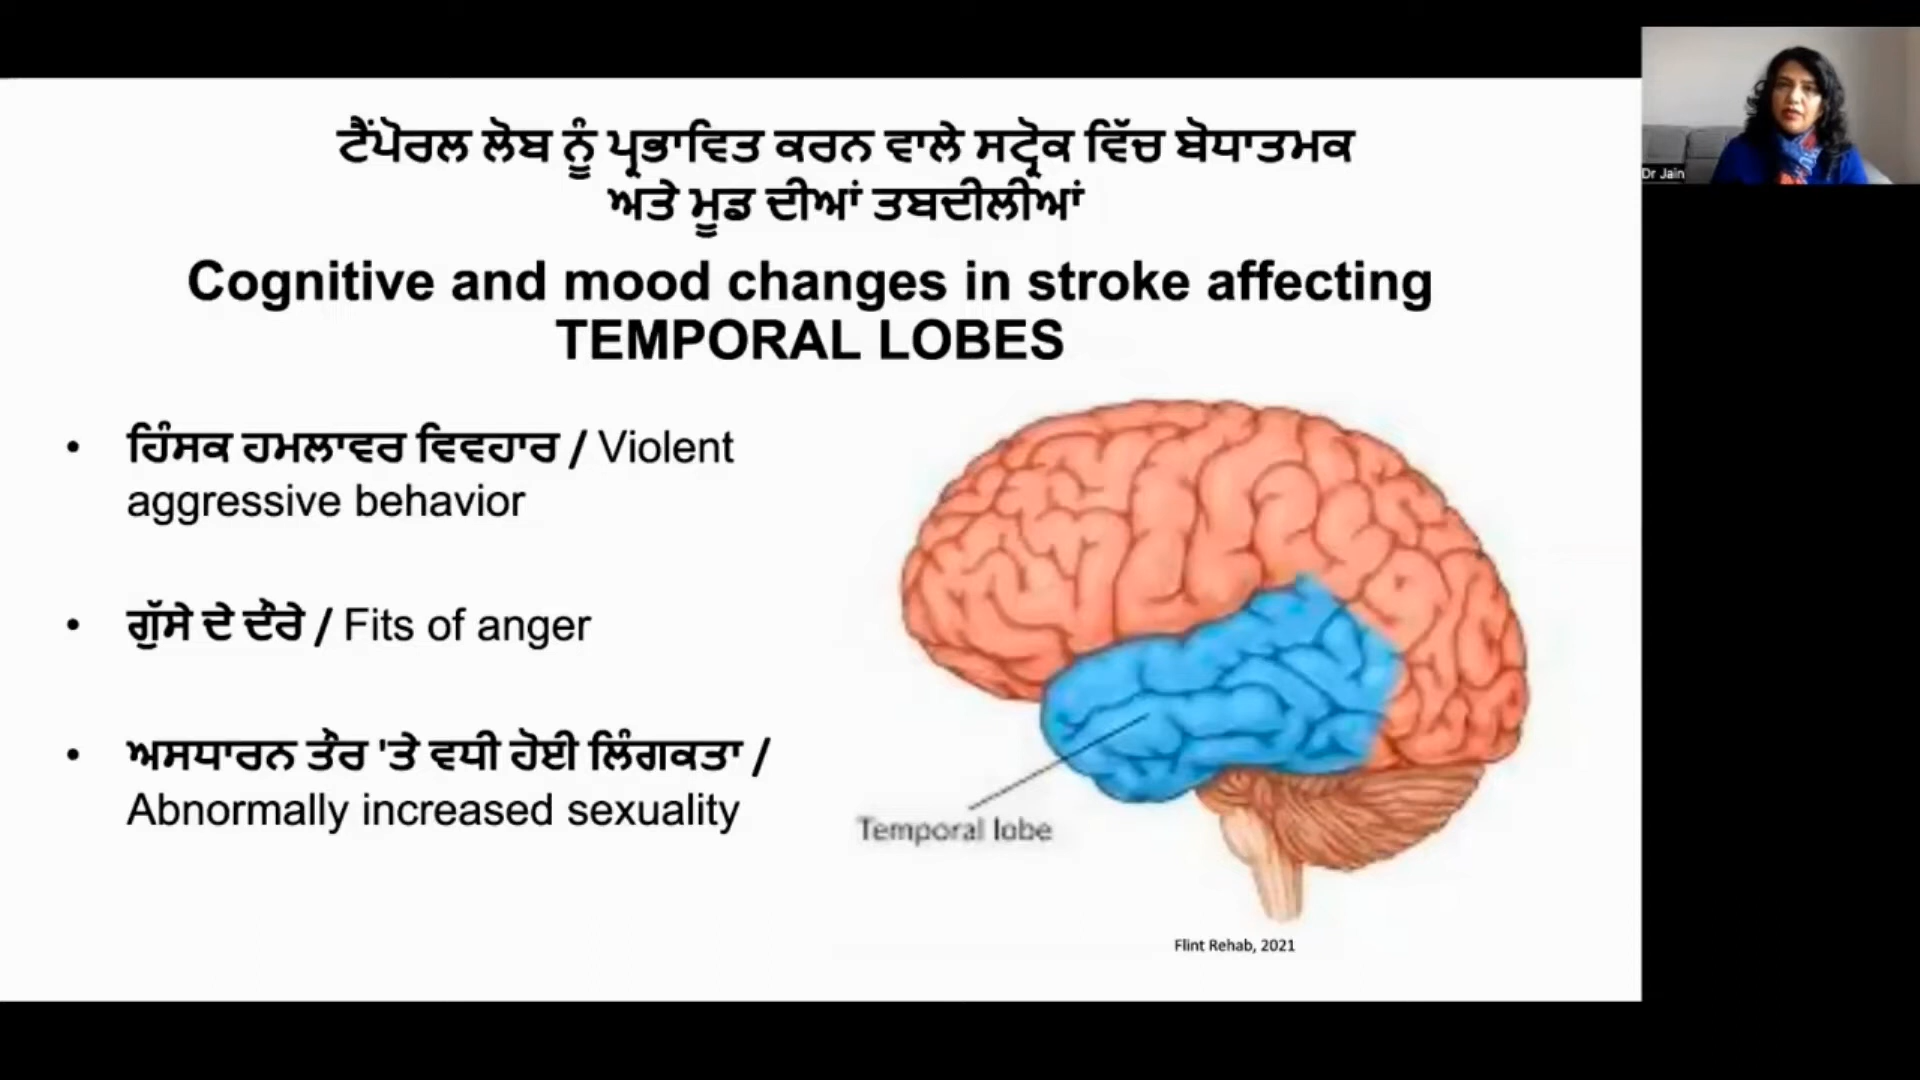 ਟੈਂਪੋਰਲ ਲੋਬ ਨੂੰ ਪ੍ਰਭਾਵਿਤ ਕਰਨ ਵਾਲੇ ਸਟ੍ਰੋਕ ਵਿੱਚ ਬੋਧਾਤਮਕ
ਅਤੇ ਮੂਡ ਦੀਆਂ ਤਬਦੀਲੀਆਂ
Cognitive and mood changes in stroke affecting
TEMPORAL LOBES
• ਹਿੰਸਕ ਹਮਲਾਵਰ ਵਿਵਹਾਰ / Violent
aggressive behavior
• ਗੁੱਸੇ ਦੇ ਦੌਰੇ / Fits of anger
• ਅਸਧਾਰਨ ਤੌਰ 'ਤੇ ਵਧੀ ਹੋਈ ਲਿੰਗਕਤਾ /
Abnormally increased sexuality
Temporal lobe
Flint Rehab, 2021
Dr Jain